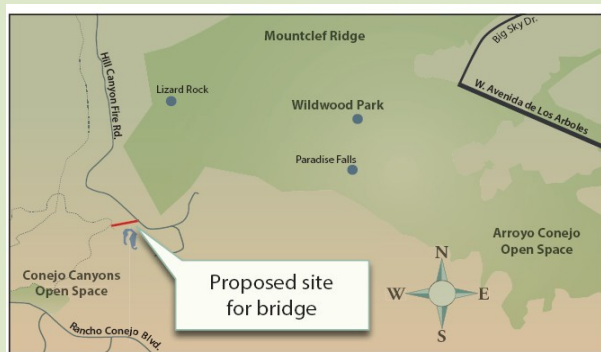 Mountclef Ridge
Big Sky Dr.
Hill Canyon Fire Rd.
Lizard Rock
W. Avenida de Los Arboles
Wildwood Park
Paradise Falls
Arroyo Conejo
Open Space
N
Conejo Canyons
Open Space
Proposed site
for bridge
W
E
S
Rancho Conejo Blvd.